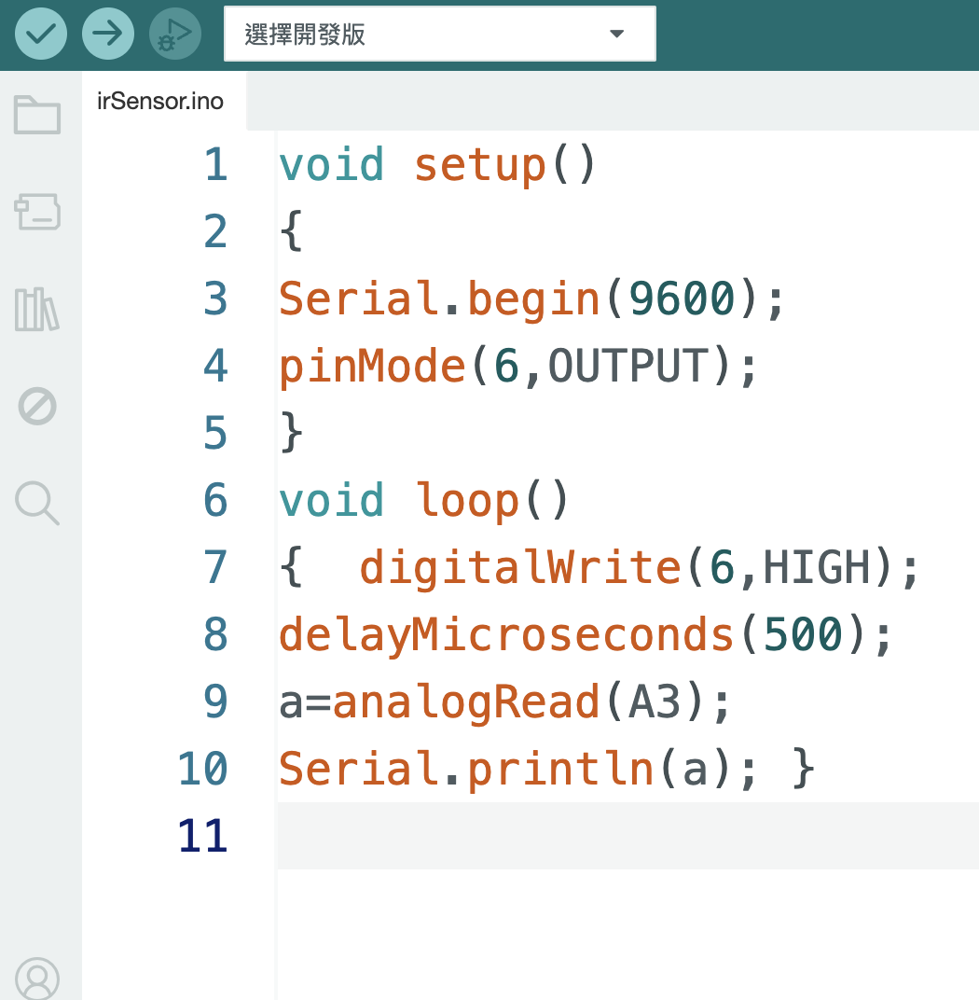 選擇開發版
irSensor.ino
1 void setup()
2 {
3 Serial.begin(9600);
4 pinMode(6,OUTPUT);
5 }
6 void loop()
7 {  digitalWrite(6,HIGH);
8 delayMicroseconds(500);
9 a=analogRead(A3);
10 Serial.println(a); }
11